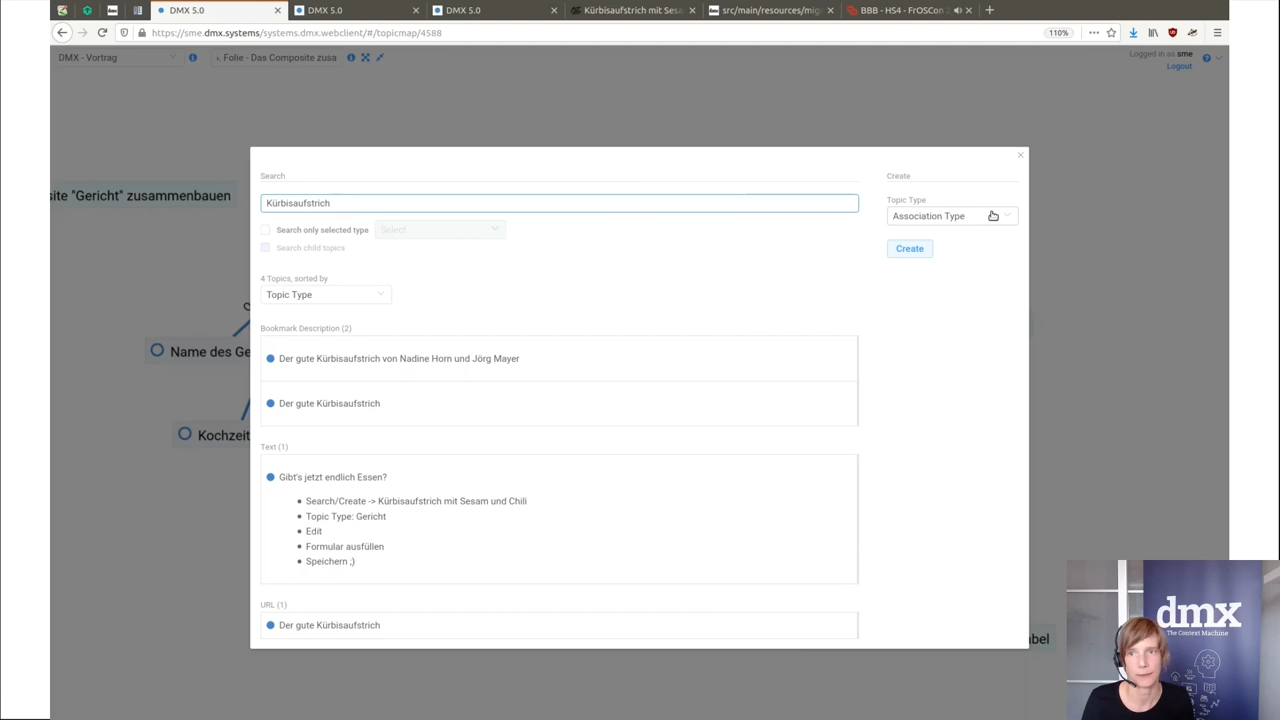 DMX 5.0
DMX 5.0
DMX 5.0
Kürbisaufstrich mit Sesa
src/main/resources/mig
BBB - HS4 - FrOSCon 2
https://sme.dmx.systems/systems.dmx.webclient/#/topicmap/4588
110%
DMX - Vortrag
. Folie - Das Composite zusa
Logged in as sme
Logout
site "Gericht" zusammenbauen
Name des Ge
Kochzeit
Search
Kürbisaufstrich
Search only selected type
Select
Search child topics
4 Topics, sorted by
Topic Type
Bookmark Description (2)
Der gute Kürbisaufstrich von Nadine Horn und Jörg Mayer
Der gute Kürbisaufstrich
Text (1)
Gibt's jetzt endlich Essen?
Search/Create -> Kürbisaufstrich mit Sesam und Chili
Topic Type: Gericht
Edit
Formular ausfüllen
Speichern ;)
URL (1)
Der gute Kürbisaufstrich
Create
Topic Type
Association Type
Create
abel
dmx
The Context Machine